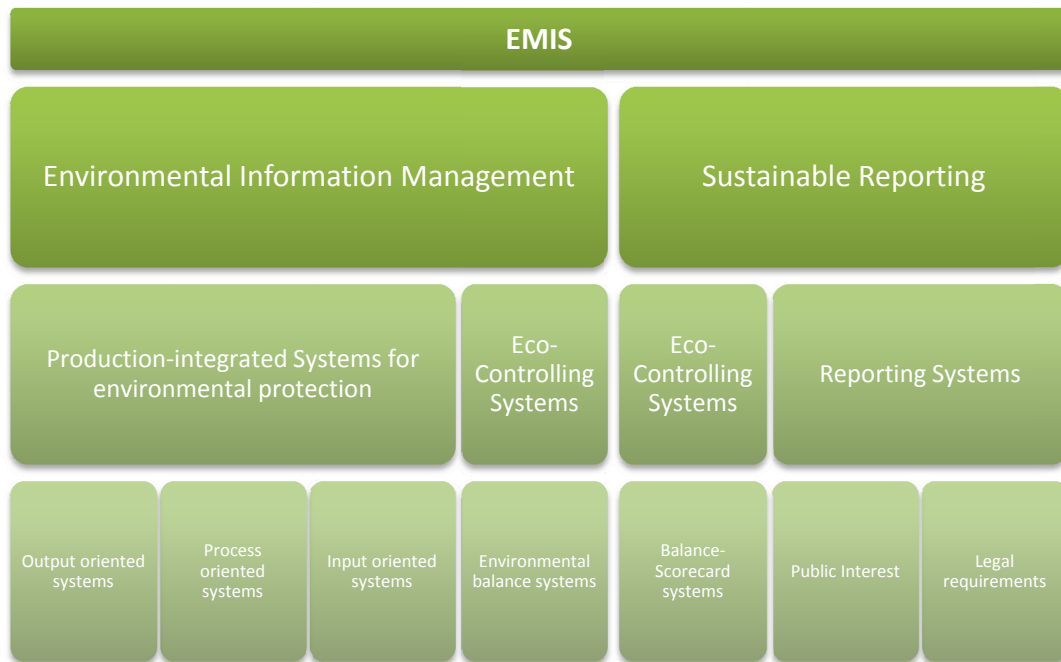 EMIS
Environmental Information Management
Sustainable Reporting
Production-integrated Systems for
environmental protection
Eco-
Controlling
Systems
Eco-
Controlling
Systems
Reporting Systems
Output oriented
systems
Process
oriented
systems
Input oriented
systems
Environmental
balance systems
Balance-
Scorecard
systems
Public Interest
Legal
requirements